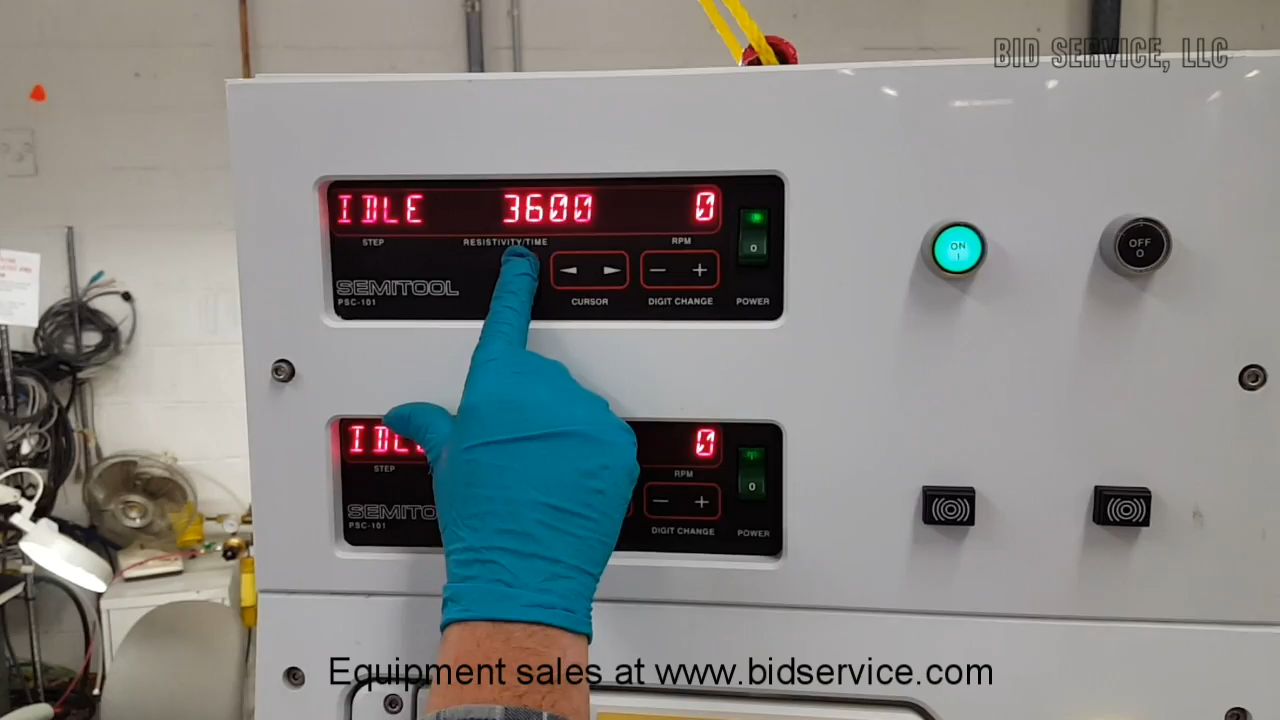 BID SERVICE, LLC
IDLE 3600 0
STEP RESISTIVITY/TIME RPM
SEMITOOL
PSC-101
CURSOR DIGIT CHANGE POWER
0
ON
I
OFF
O
0
STEP RPM
PSC-101
DIGIT CHANGE POWER
0
Equipment sales at www.bidservice.com